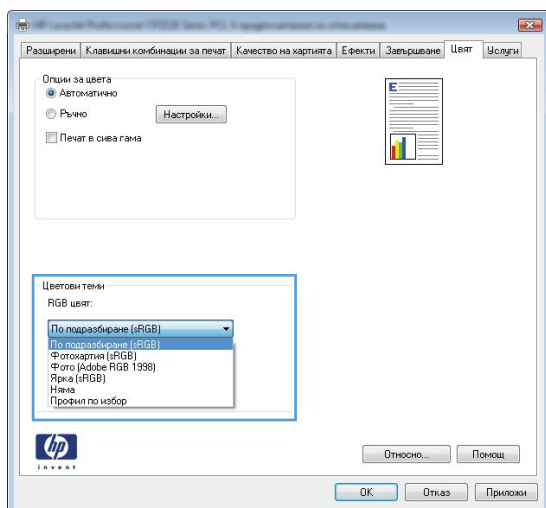 Разширени Клавишни комбинации за печат Качество на хартията Ефекти Завършване Цвят Услуги
Опции за цвета
Автоматично
Ръчно Настройки...
Печат в сива гама
E
Цветови теми
RGB цвят:
По подразбиране (sRGB)
По подразбиране (sRGB)
Фотохартия (sRGB)
Фото (Adobe RGB 1998)
Ярка (sRGB)
Няма
Профил по избор
hp
invent
Относно... Помощ
OK Отказ Приложи